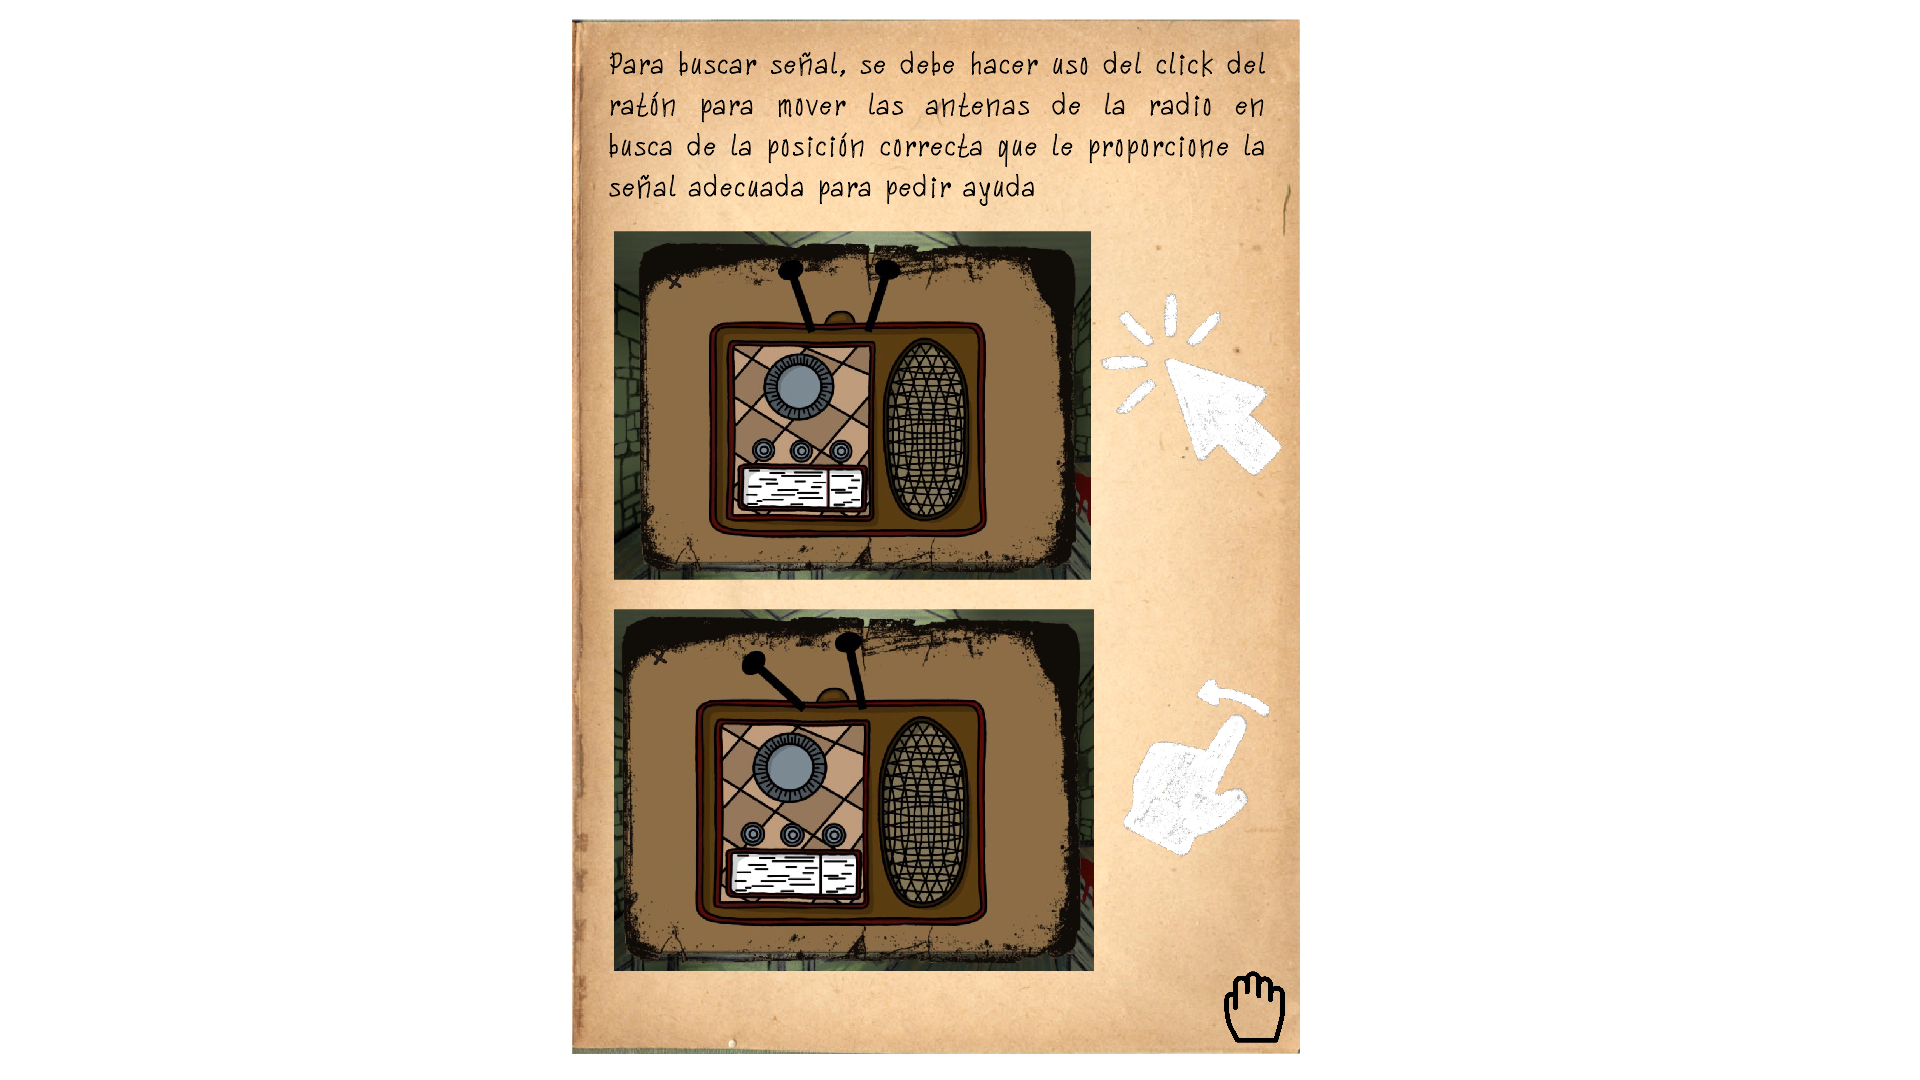 Para buscar señal, se debe hacer uso del click del
ratón para mover las antenas de la radio en
busca de la posición correcta que le proporcione la
señal adecuada para pedir ayuda